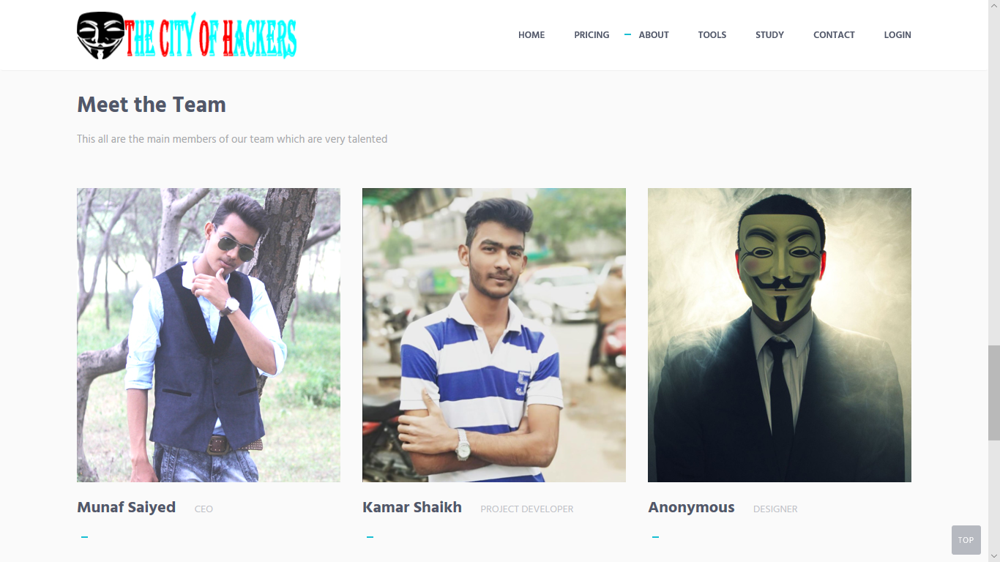 THE CITY OF HACKERS
HOME PRICING ABOUT TOOLS STUDY CONTACT LOGIN
Meet the Team
This all are the main members of our team which are very talented
5
Munaf Saiyed CEO
Kamar Shaikh PROJECT DEVELOPER
Anonymous DESIGNER
TOP